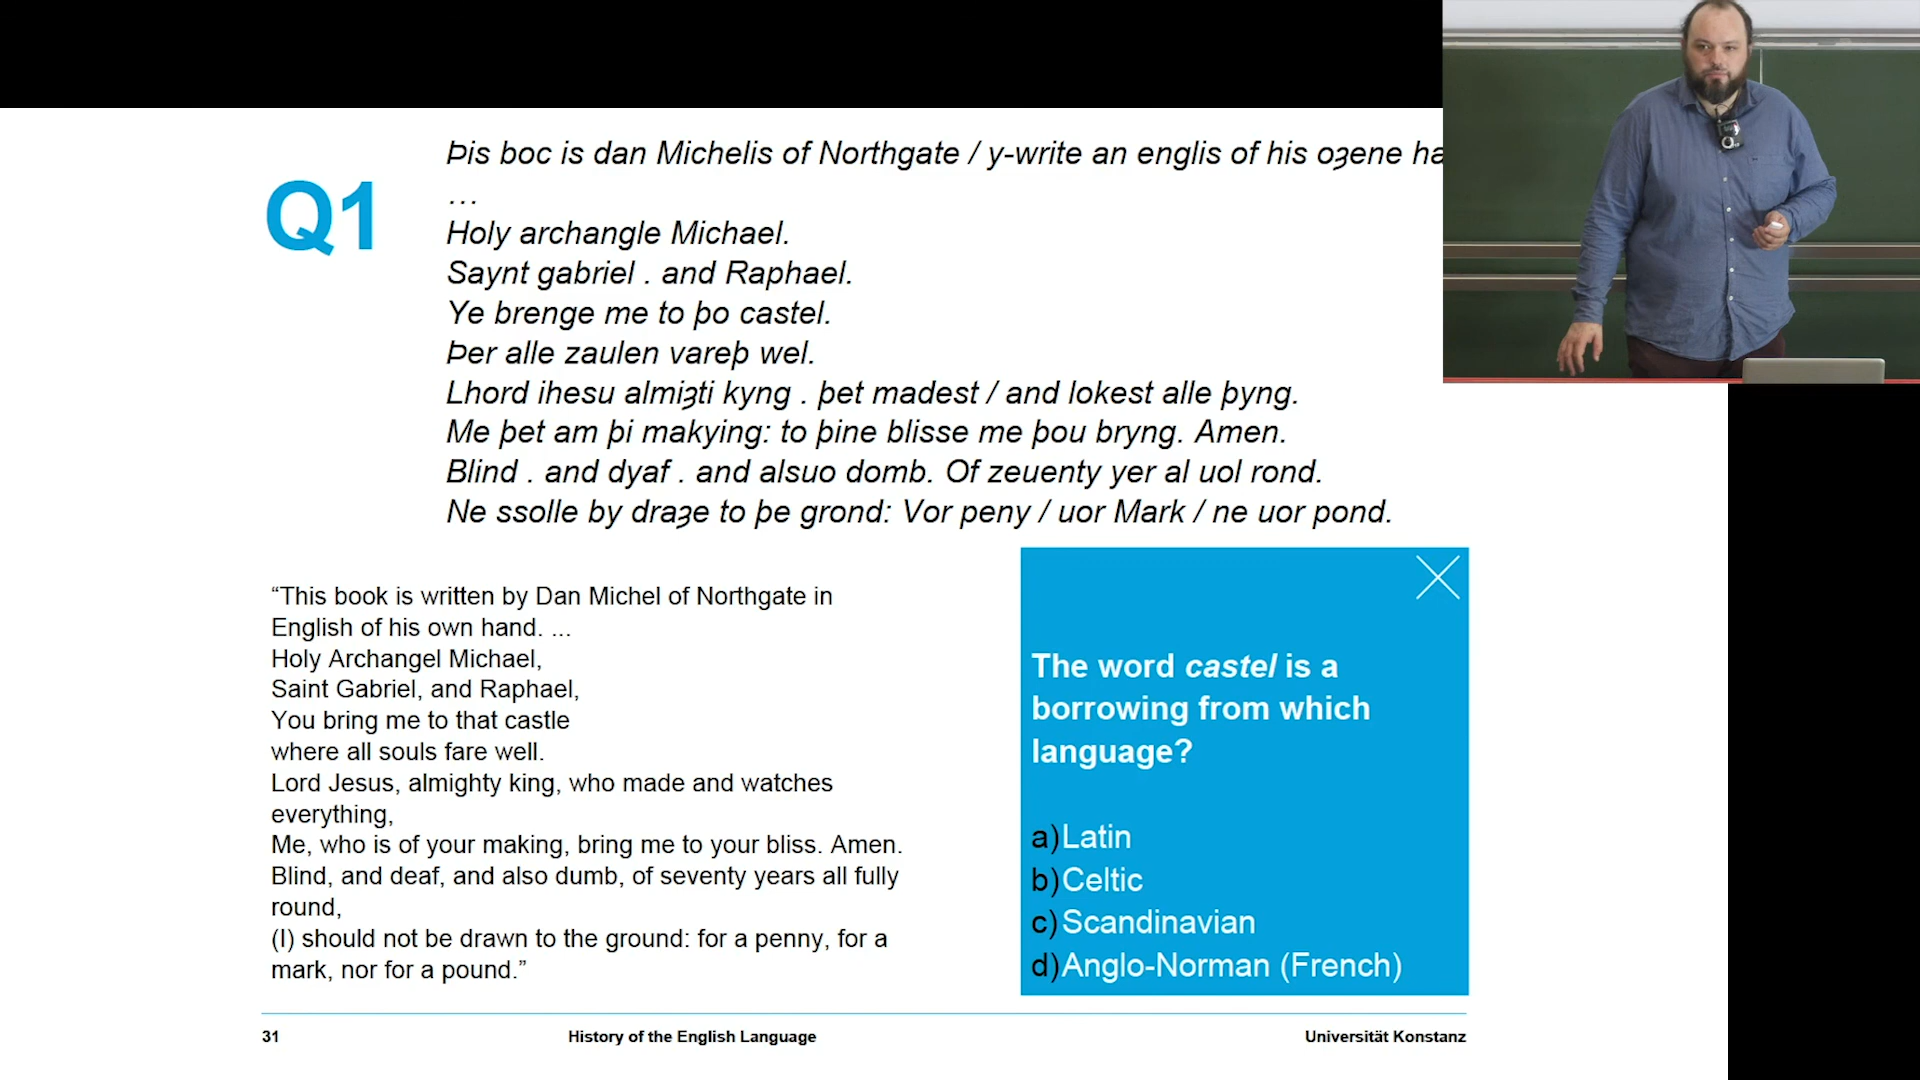 Þis boc is dan Michelis of Northgate / y-write an englis of his oȝene ha
…
Q1
Holy archangle Michael.
Saynt gabriel . and Raphael.
Ye brenge me to þo castel.
Þer alle zaulen vareþ wel.
Lhord ihesu almiȝti kyng . þet madest / and lokest alle þyng.
Me þet am þi makying: to þine blisse me þou bryng. Amen.
Blind . and dyaf . and alsuo domb. Of zeuenty yer al uol rond.
Ne ssolle by draȝe to þe grond: Vor peny / uor Mark / ne uor pond.
“This book is written by Dan Michel of Northgate in
English of his own hand. ...
Holy Archangel Michael,
Saint Gabriel, and Raphael,
You bring me to that castle
where all souls fare well.
Lord Jesus, almighty king, who made and watches
everything,
Me, who is of your making, bring me to your bliss. Amen.
Blind, and deaf, and also dumb, of seventy years all fully
round,
(I) should not be drawn to the ground: for a penny, for a
mark, nor for a pound.”
The word castel is a
borrowing from which
language?
a) Latin
b) Celtic
c) Scandinavian
d) Anglo-Norman (French)
31
History of the English Language
Universität Konstanz